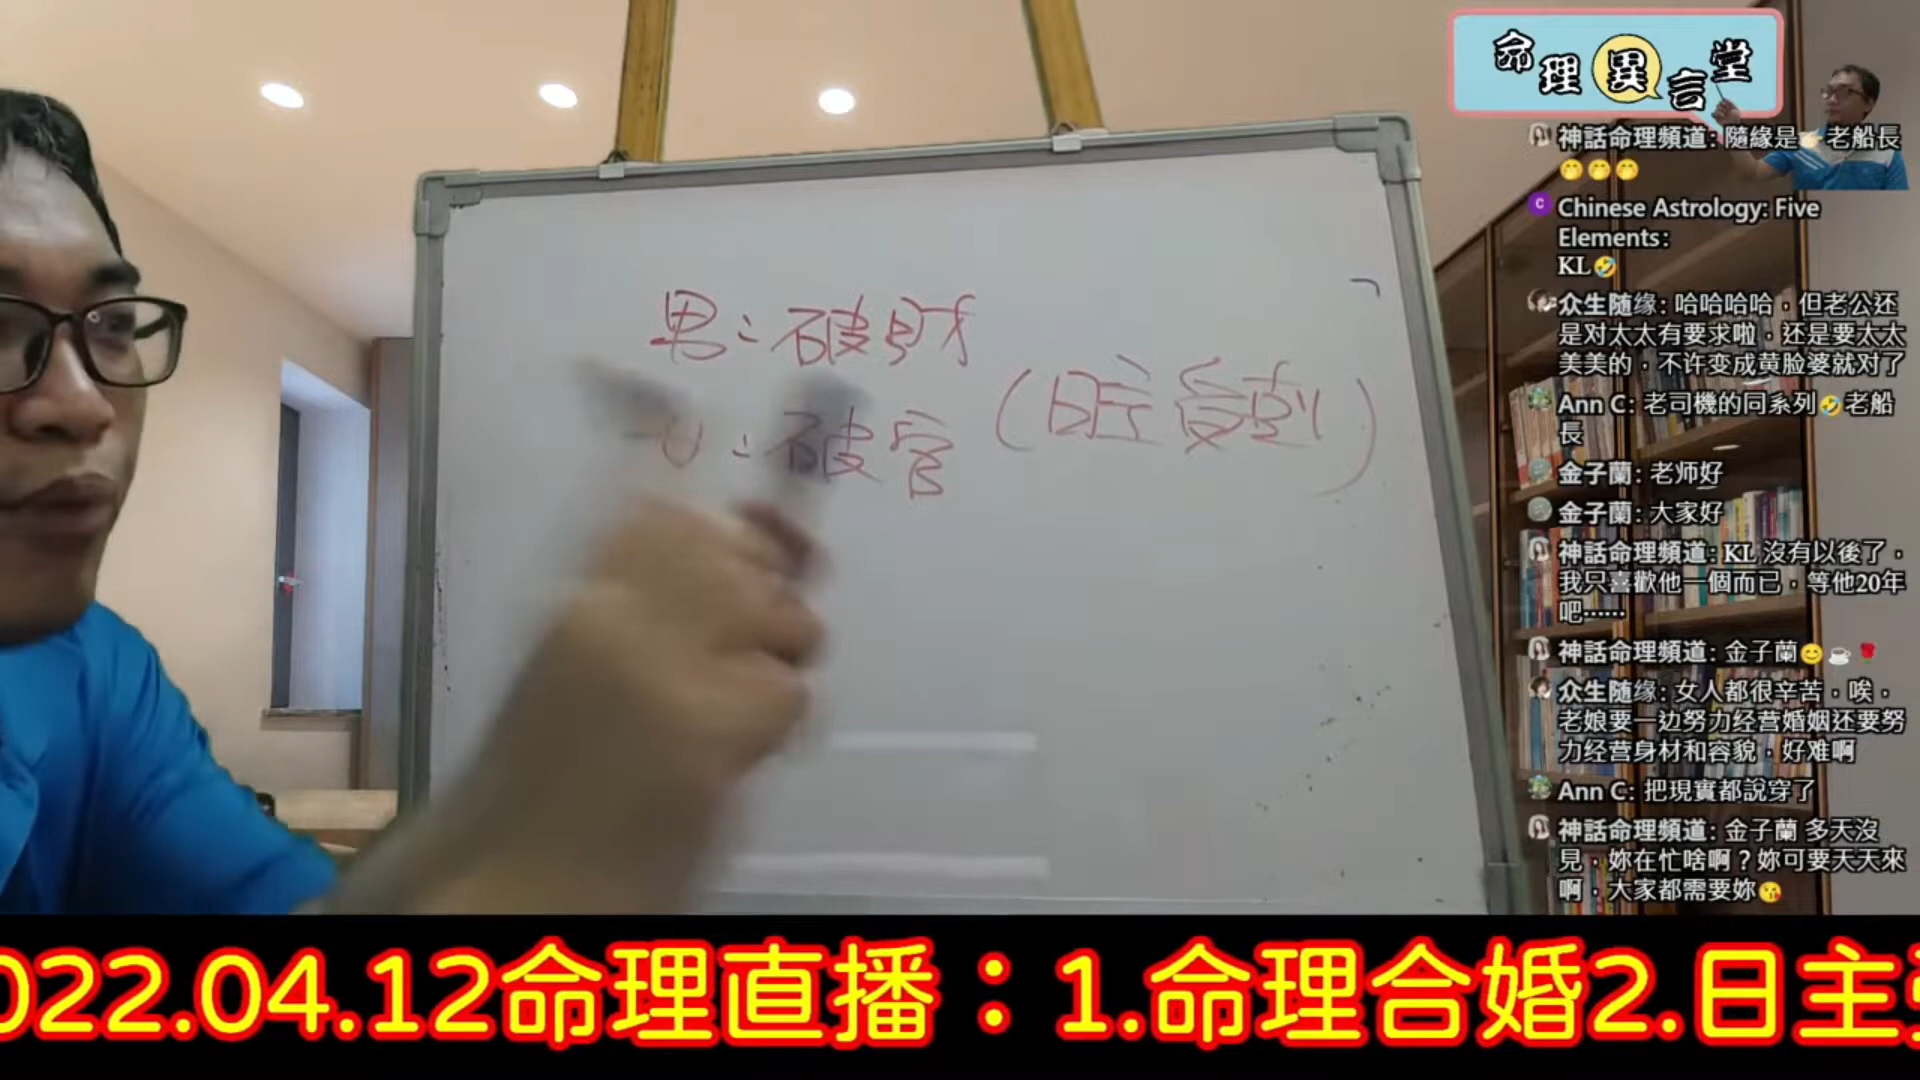 命理異言堂
神話命理頻道: 隨緣是👉🏻老船長
🤭🤭🤭
Chinese Astrology: Five
Elements:
KL🤣
众生随缘: 哈哈哈哈，但老公还
是对太太有要求啦，还是要太太
美美的，不许变成黄脸婆就对了
Ann C: 老司機的同系列🤣老船
長
金子蘭: 老师好
金子蘭: 大家好
神話命理頻道: KL 沒有以後了，
我只喜歡他一個而已，等他20年
吧……
神話命理頻道: 金子蘭😊☕🌹
众生随缘: 女人都很辛苦，唉，
老娘要一边努力经营婚姻还要努
力经营身材和容貌，好难啊
Ann C: 把現實都說穿了
神話命理頻道: 金子蘭 多天沒
見，妳在忙啥啊？妳可要天天來
啊，大家都需要妳😘
男：破財
：破官
(日主受剋)
022.04.12命理直播：1.命理合婚2.日主